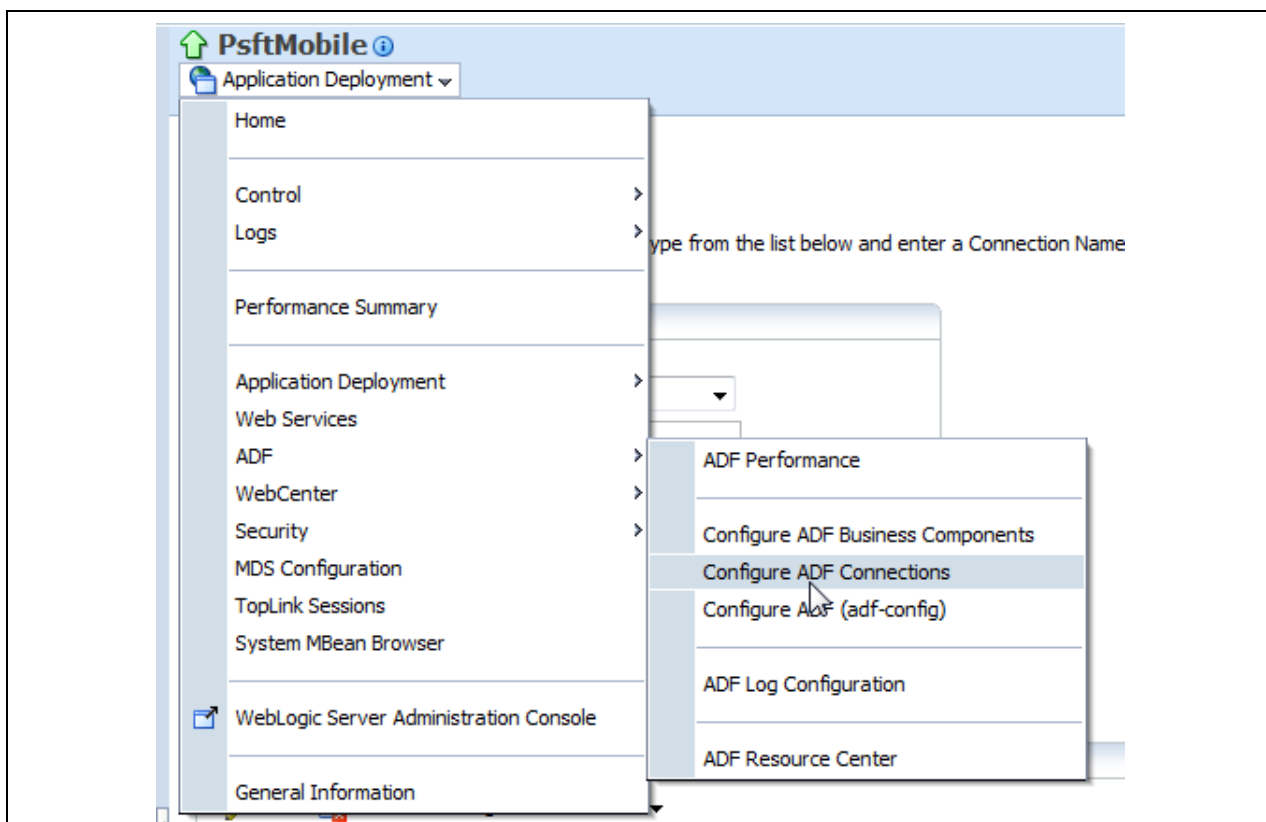 PsftMobile
Application Deployment
Home
Control
Logs
ype from the list below and enter a Connection Name
Performance Summary
Application Deployment
Web Services
ADF
WebCenter
Security
MDS Configuration
TopLink Sessions
System MBean Browser
WebLogic Server Administration Console
General Information
ADF Performance
Configure ADF Business Components
Configure ADF Connections
Configure ADF (adf-config)
ADF Log Configuration
ADF Resource Center